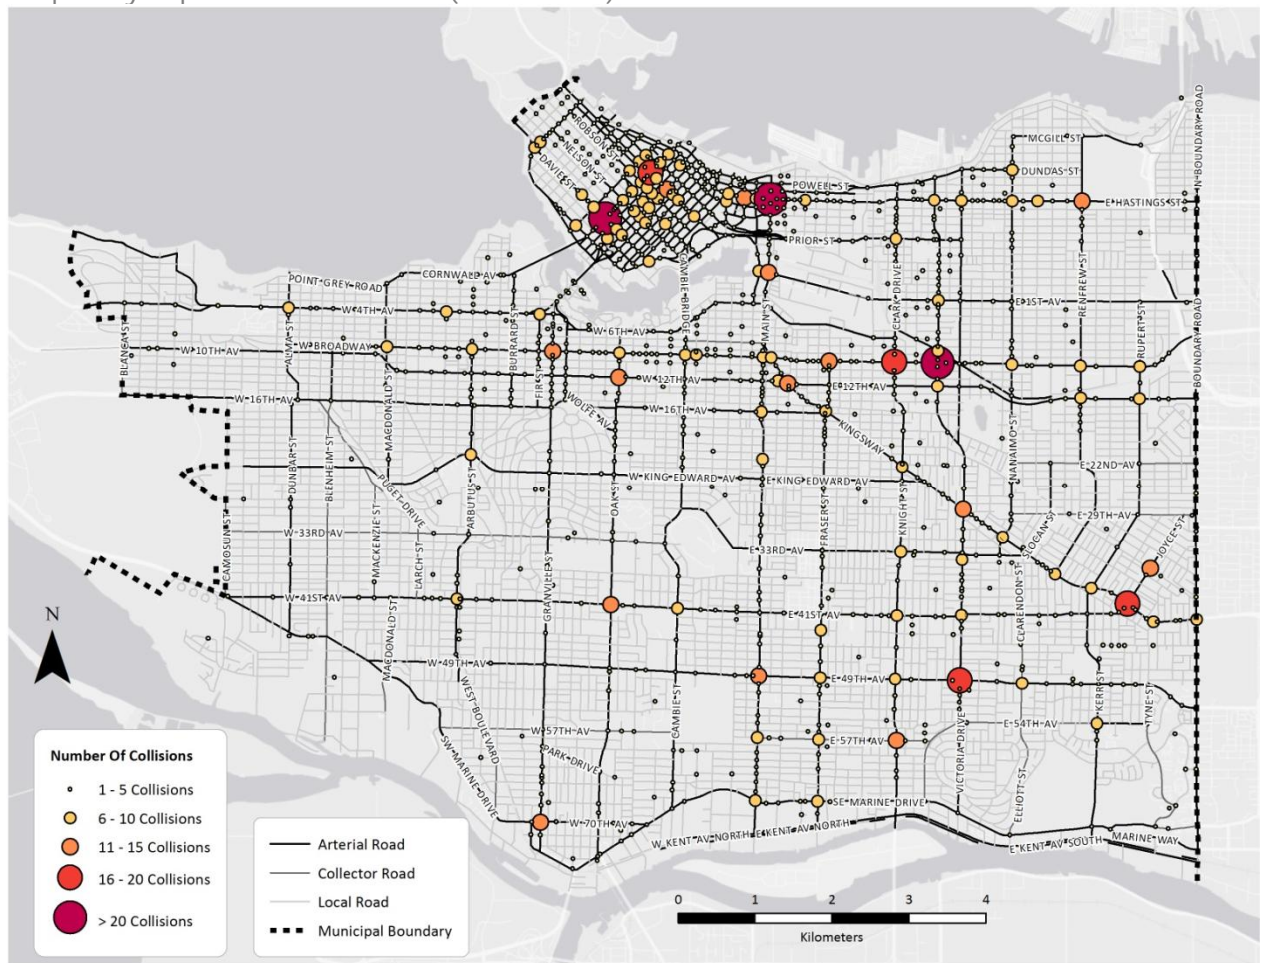 N BOUNDARY ROAD
MCGILL ST
ROBSON ST
NELSON ST
DUNDAS ST
DAVIE ST
POWELL ST
E HASTINGS ST
PRIOR ST
CAMBIE BRIDGE
CORNWALL AV
POINT GREY ROAD
CLARK DRIVE
RENFREW ST
W 4TH AV
E 1ST AV
MAIN ST
BURRARD ST
W 6TH AV
BLANCA ST
ALMA ST
RUPERT ST
BOUNDARY ROAD
W 10TH AV
W BROADWAY
W 12TH AV
E 12TH AV
FIR ST
W 16TH AV
WOLFE AV
W 16TH AV
MACDONALD ST
KINGSWAY
NANAIMO ST
DUNBAR ST
BLENHEIM ST
E 22ND AV
W KING EDWARD AV
E KING EDWARD AV
PUGET DRIVE
ARBUTUS ST
OAK ST
FRASER ST
KNIGHT ST
E 29TH AV
SLOCAN ST
JOYCE ST
CAMOSUN ST
W 33RD AV
E 33RD AV
MACKENZIE ST
LARCH ST
GRANVILLE ST
CLARENDON ST
W 41ST AV
E 41ST AV
MACDONALD ST
W 49TH AV
E 49TH AV
KERR ST
TYNE ST
WEST BOULEVARD
CAMBIE ST
VICTORIA DRIVE
E 54TH AV
W 57TH AV
E 57TH AV
SW MARINE DRIVE
PARK DRIVE
ELLIOTT ST
SE MARINE DRIVE
W 70TH AV
W KENT AV NORTH
E KENT AV NORTH
E KENT AV SOUTH
MARINE WAY
N
Number Of Collisions
1 - 5 Collisions
6 - 10 Collisions
11 - 15 Collisions
16 - 20 Collisions
> 20 Collisions
Arterial Road
Collector Road
Local Road
Municipal Boundary
0 1 2 3 4
Kilometers